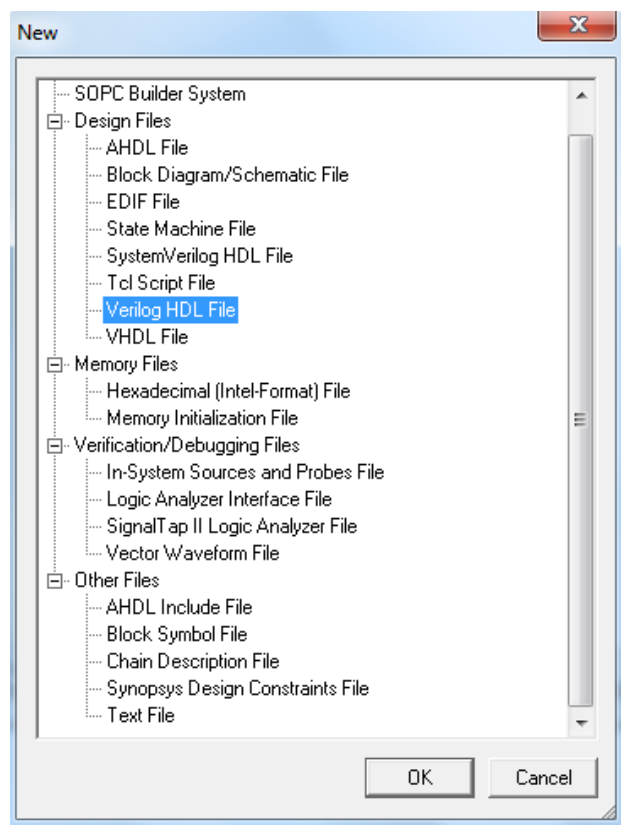 New
SOPC Builder System
Design Files
AHDL File
Block Diagram/Schematic File
EDIF File
State Machine File
SystemVerilog HDL File
Tcl Script File
Verilog HDL File
VHDL File
Memory Files
Hexadecimal (Intel-Format) File
Memory Initialization File
Verification/Debugging Files
In-System Sources and Probes File
Logic Analyzer Interface File
SignalTap II Logic Analyzer File
Vector Waveform File
Other Files
AHDL Include File
Block Symbol File
Chain Description File
Synopsys Design Constraints File
Text File
OK Cancel